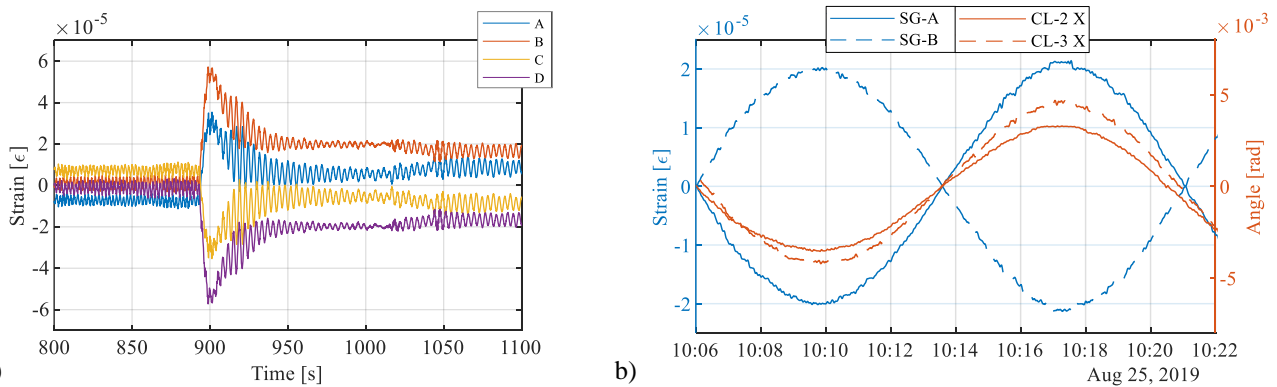 ×10⁻⁵
A
B
C
D
6
4
2
0
-2
-4
-6
Strain [ϵ]
800 850 900 950 1000 1050 1100
Time [s]
)
b)
×10⁻⁵
SG-A CL-2 X
SG-B CL-3 X
×10⁻³
2
1
0
-1
-2
Strain [ϵ]
5
0
-5
Angle [rad]
10:06 10:08 10:10 10:12 10:14 10:16 10:18 10:20 10:22
Aug 25, 2019